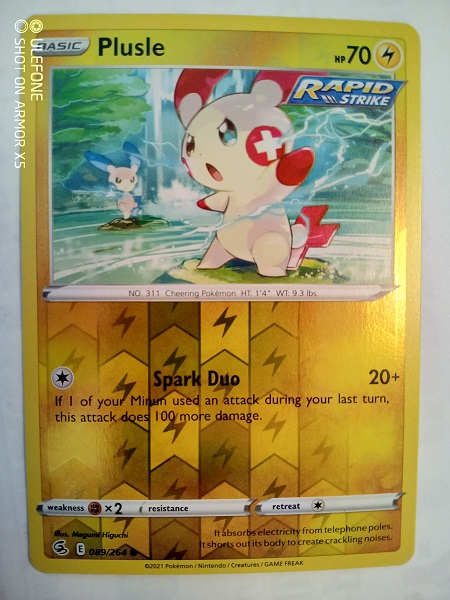 BASIC Plusle HP 70
RAPID STRIKE
NO. 311 Cheering Pokémon HT: 1'4" WT: 9.3 lbs.
Spark Duo 20+
If 1 of your Minun used an attack during your last turn,
this attack does 100 more damage.
weakness ×2 resistance retreat
Illus. Megumi Higuchi
E 089/264
It absorbs electricity from telephone poles.
It shorts out its body to create crackling noises.
©2021 Pokémon / Nintendo / Creatures / GAME FREAK
ULEFONE
SHOT ON ARMOR X5